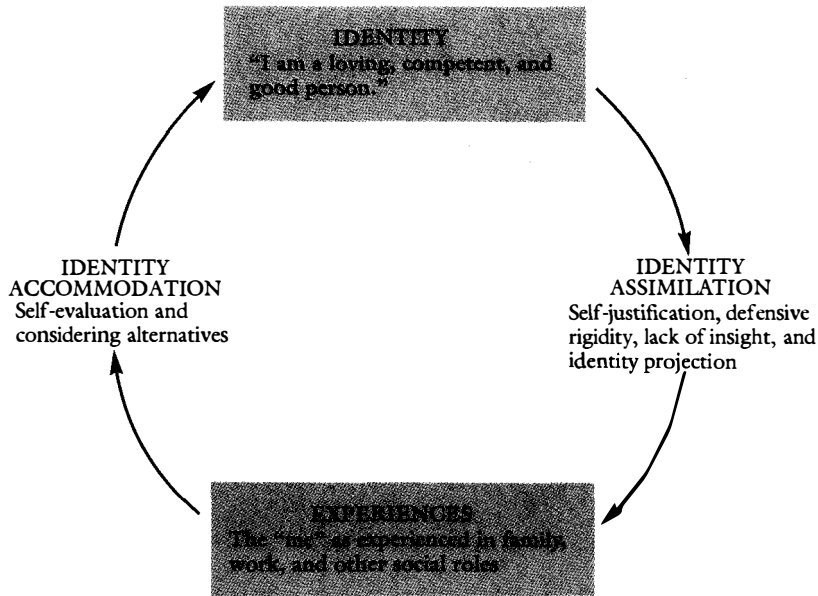 IDENTITY
“I am a loving, competent, and
good person.”
IDENTITY
ACCOMMODATION
Self-evaluation and
considering alternatives
IDENTITY
ASSIMILATION
Self-justification, defensive
rigidity, lack of insight, and
identity projection
EXPERIENCES
The “me” as experienced in family,
work, and other social roles